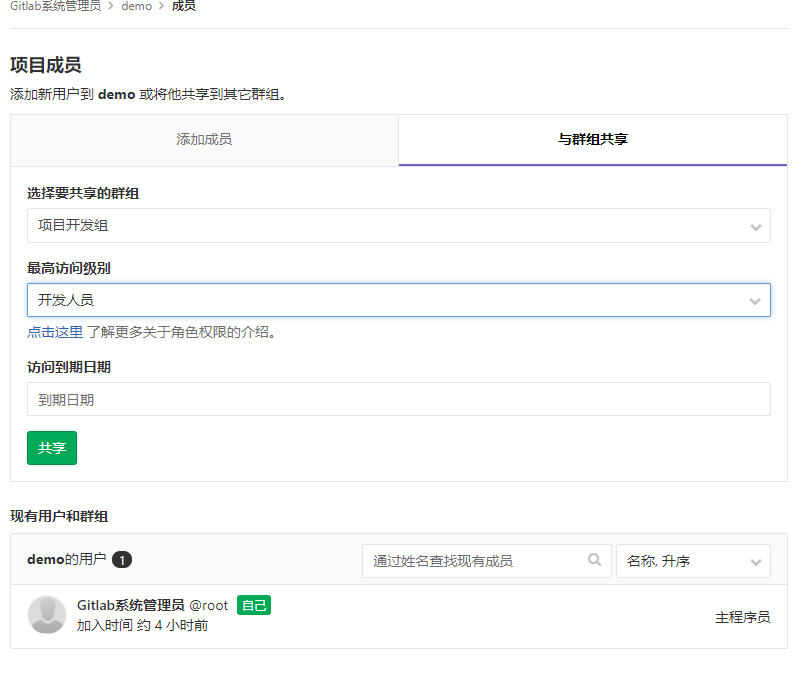 Gitlab系统管理员 > demo > 成员
项目成员
添加新用户到 demo 或将他共享到其它群组。
添加成员
与群组共享
选择要共享的群组
项目开发组
最高访问级别
开发人员
点击这里 了解更多关于角色权限的介绍。
访问到期日期
到期日期
共享
现有用户和群组
demo的用户 1
通过姓名查找现有成员
名称, 升序
Gitlab系统管理员 @root 自己
加入时间 约 4 小时前
主程序员